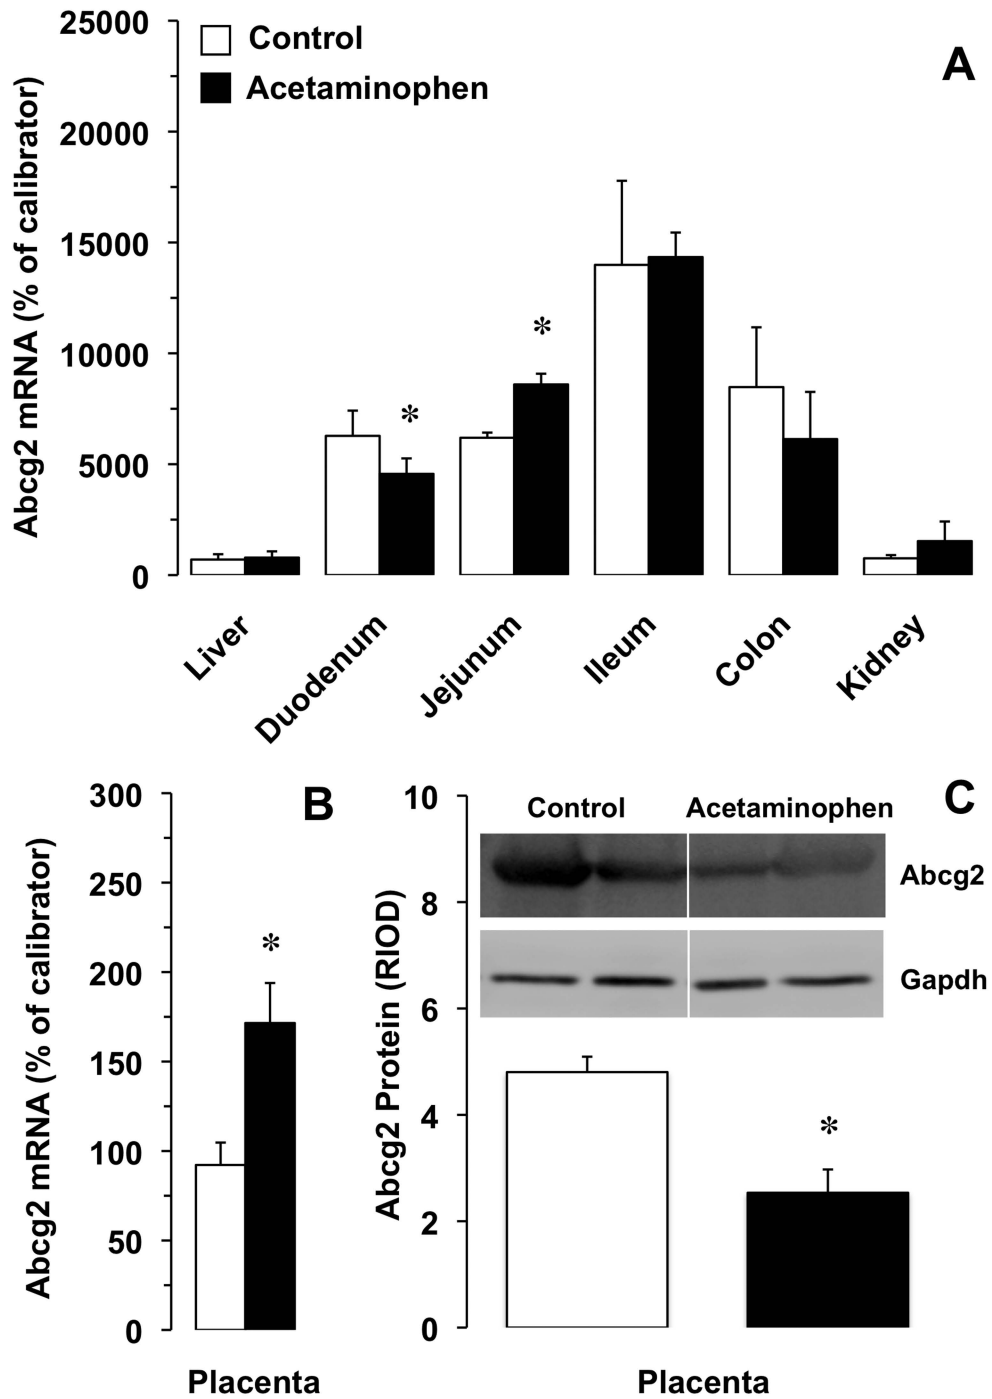 A
Control
Acetaminophen
Abcg2 mRNA (% of calibrator)
25000
20000
15000
10000
5000
0
*
*
Liver
Duodenum
Jejunum
Ileum
Colon
Kidney
B
Abcg2 mRNA (% of calibrator)
300
250
200
150
100
50
0
*
Placenta
C
Abcg2 Protein (RIOD)
10
8
6
4
2
0
Control Acetaminophen
Abcg2
Gapdh
*
Placenta